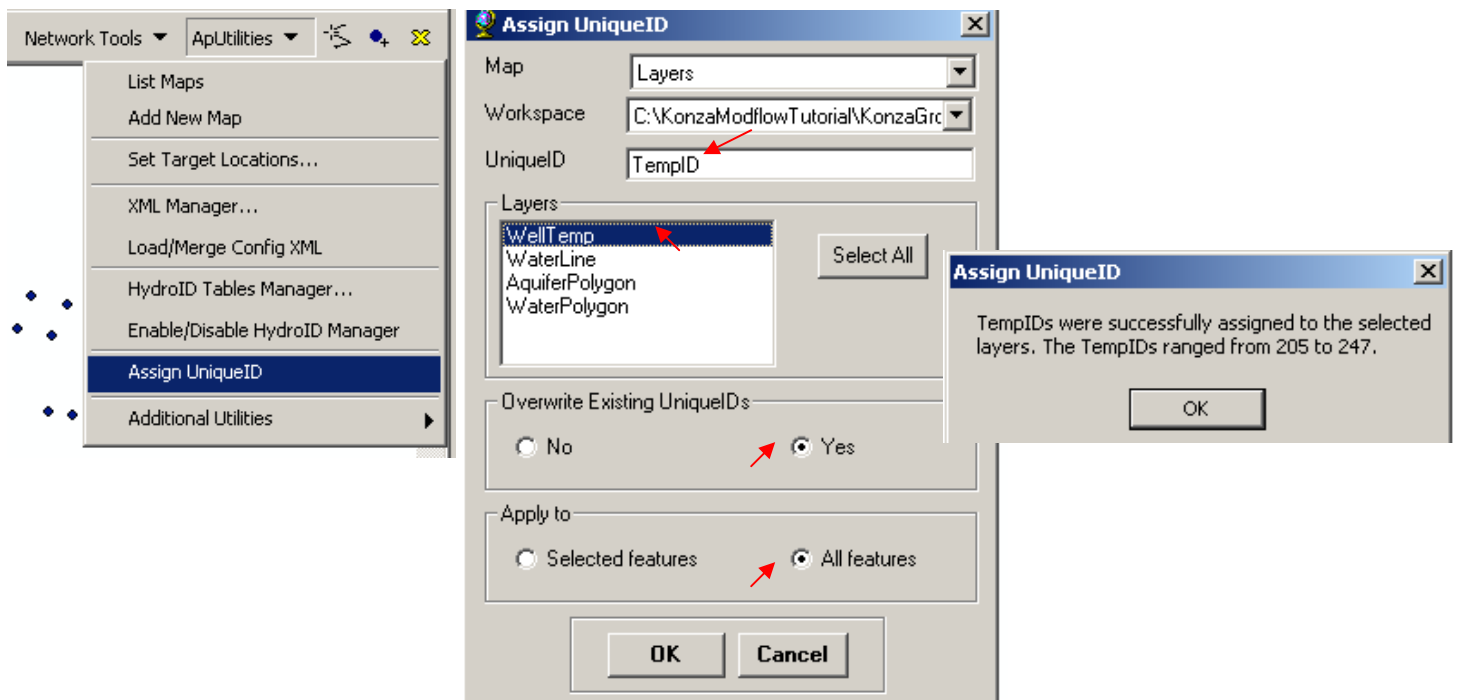 Network Tools ApUtilities
List Maps
Add New Map
Set Target Locations...
XML Manager...
Load/Merge Config XML
HydroID Tables Manager...
Enable/Disable HydroID Manager
Assign UniqueID
Additional Utilities
Assign UniqueID
Map Layers
Workspace C:\KonzaModflowTutorial\KonzaGrc
UniqueID TempID
Layers
WellTemp
WaterLine
AquiferPolygon
WaterPolygon
Select All
Overwrite Existing UniqueIDs
No Yes
Apply to
Selected features All features
OK Cancel
Assign UniqueID
TempIDs were successfully assigned to the selected
layers. The TempIDs ranged from 205 to 247.
OK